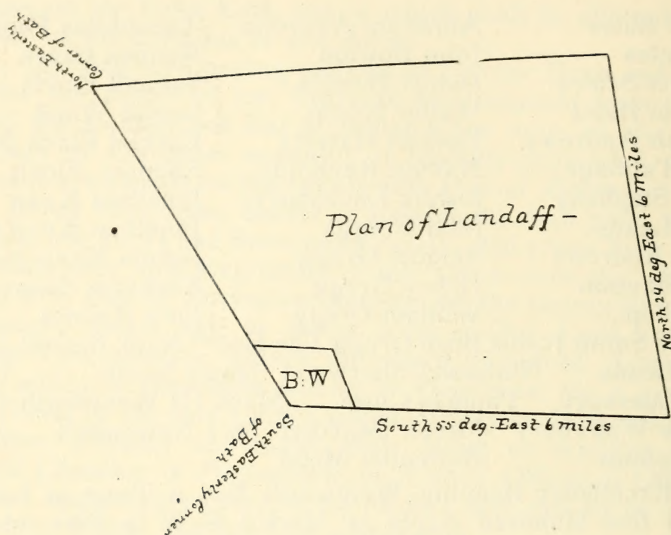 North Easterly
Corner of Bath
Plan of Landaff –
North 24 deg East 6 Miles
B:W
South 55 deg. East 6 miles
South Easterly Corner
of Bath